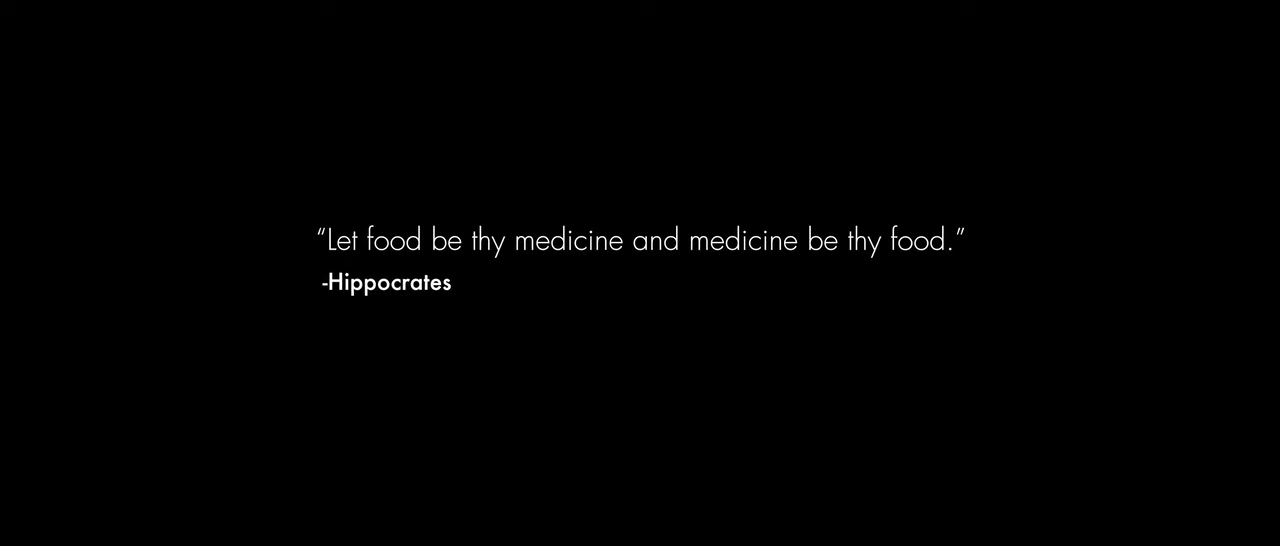 “Let food be thy medicine and medicine be thy food.”
-Hippocrates